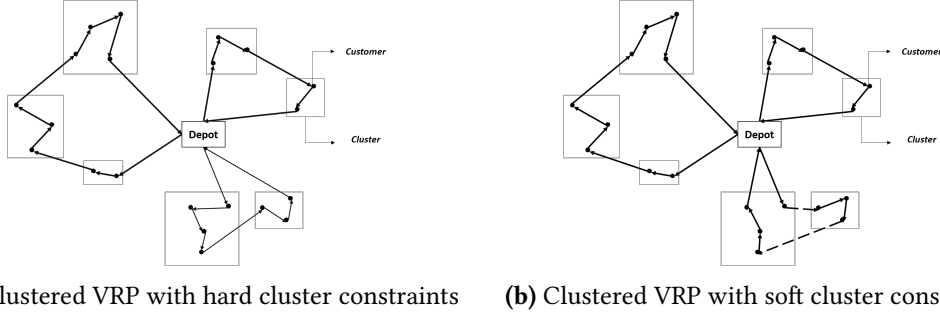 Customer
Depot
Cluster
Customer
Depot
Cluster
lustered VRP with hard cluster constraints
(b) Clustered VRP with soft cluster cons